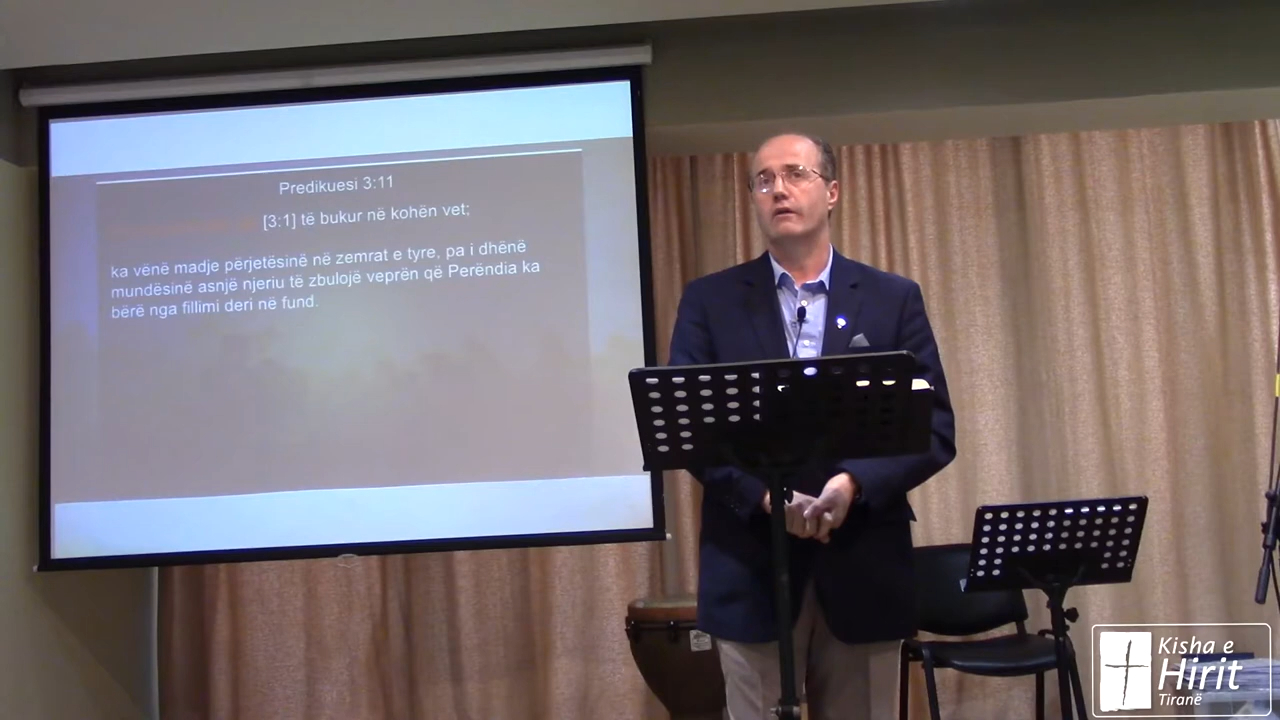 Predikuesi 3:11
[3:1] të bukur në kohën vet;
ka vënë madje përjetësinë në zemrat e tyre, pa i dhënë
mundësinë asnjë njeriu të zbulojë veprën që Perëndia ka
bërë nga fillimi deri në fund.
Kisha e
Hirit
Tiranë